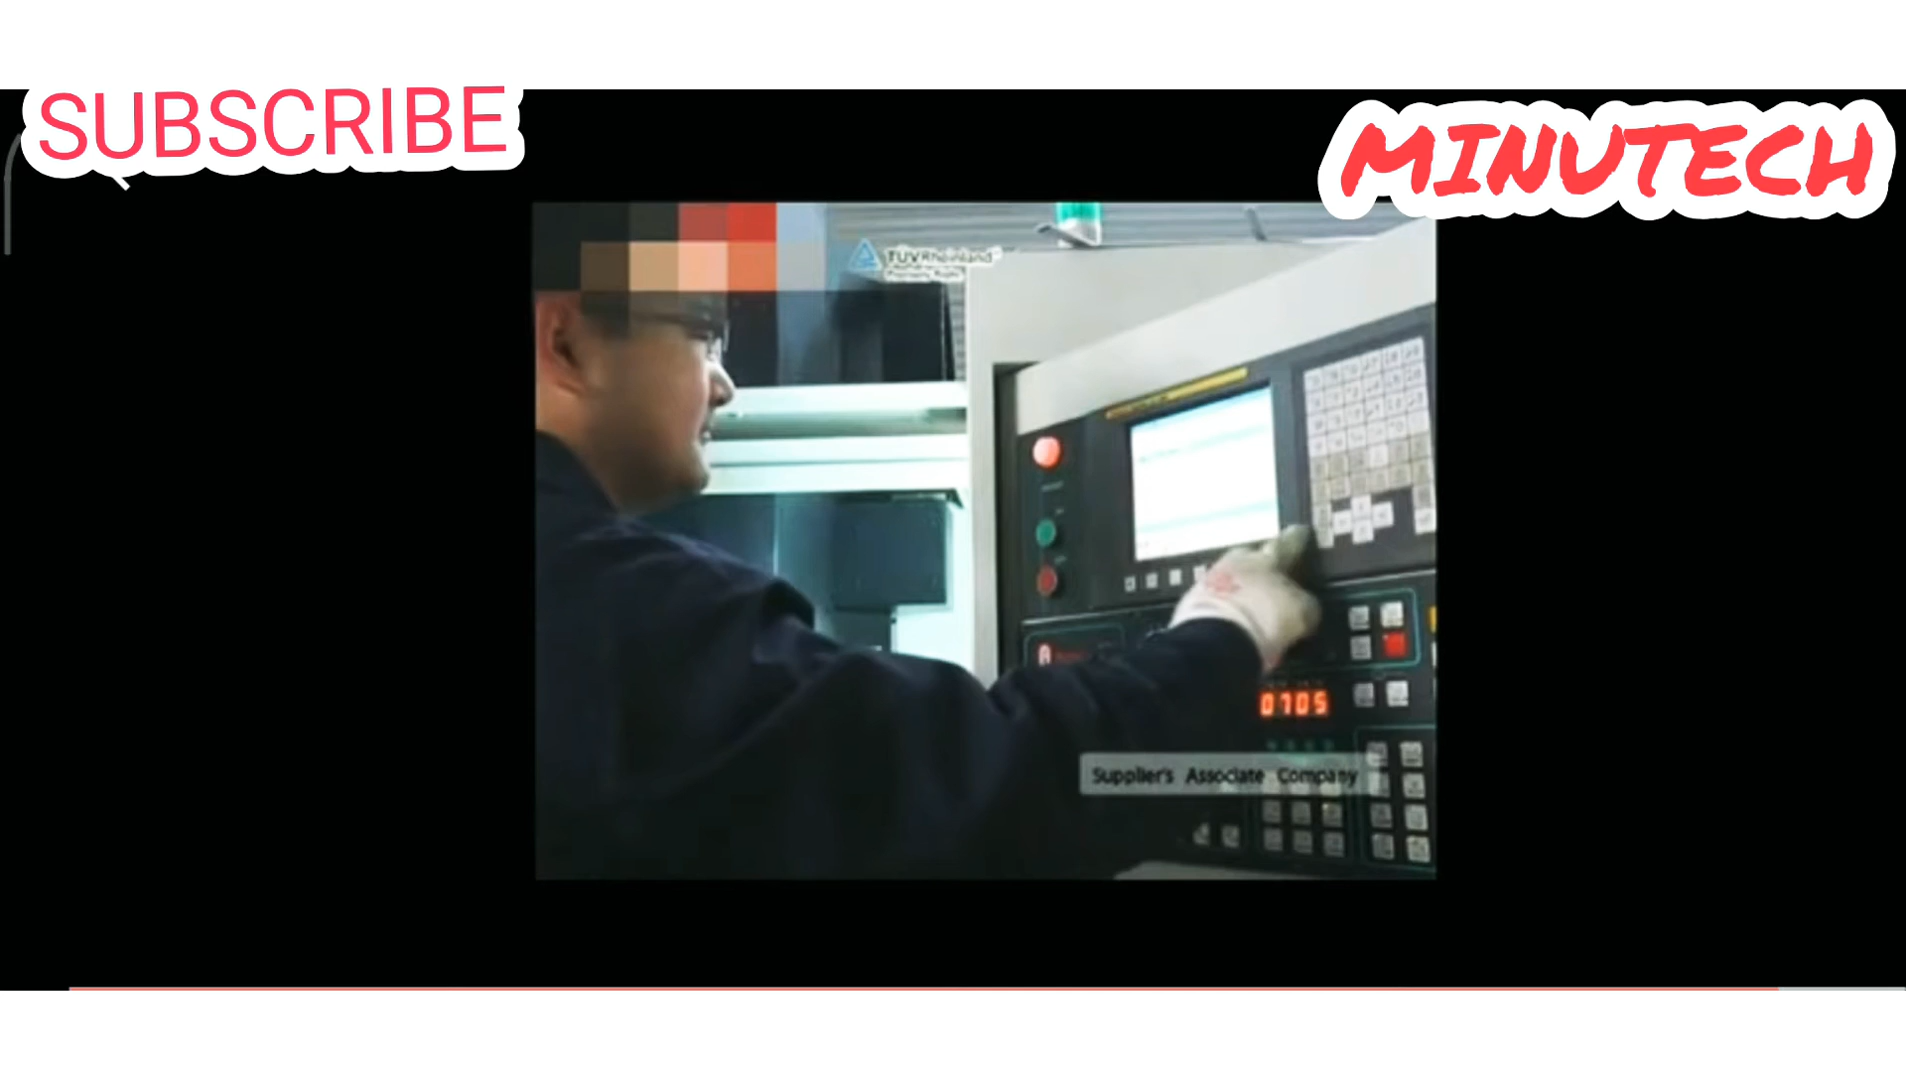 SUBSCRIBE
MINUTECH
TÜVRheinland
0705
Supplier's Associate Company